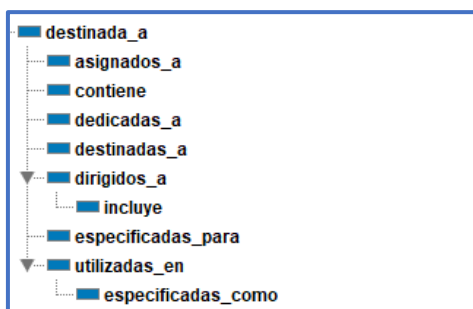 destinada_a
asignados_a
contiene
dedicadas_a
destinadas_a
dirigidos_a
incluye
especificadas_para
utilizadas_en
especificadas_como